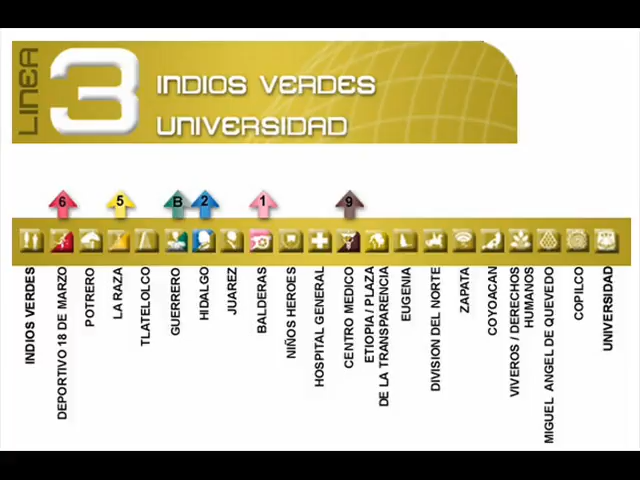 LINEA
3
INDIOS VERDES
UNIVERSIDAD
6
5
B
2
1
9
INDIOS VERDES
DEPORTIVO 18 DE MARZO
POTRERO
LA RAZA
TLATELOLCO
GUERRERO
HIDALGO
JUAREZ
BALDERAS
NIÑOS HEROES
HOSPITAL GENERAL
CENTRO MEDICO
ETIOPIA / PLAZA
DE LA TRANSPARENCIA
EUGENIA
DIVISION DEL NORTE
ZAPATA
COYOACAN
VIVEROS / DERECHOS
HUMANOS
MIGUEL ANGEL DE QUEVEDO
COPILCO
UNIVERSIDAD